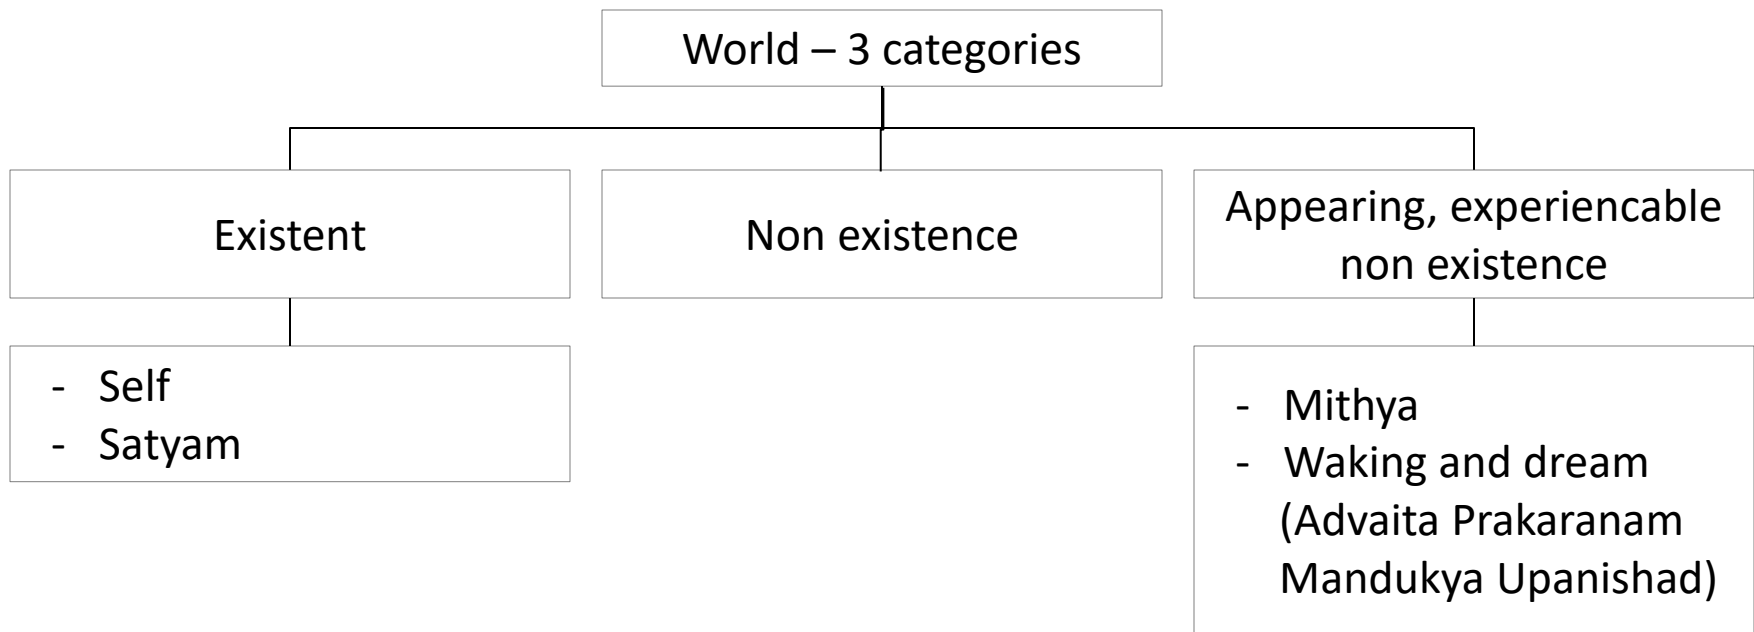 World – 3 categories
Existent
Non existence
Appearing, experiencable
non existence
- Self
- Satyam
- Mithya
- Waking and dream
(Advaita Prakaranam
Mandukya Upanishad)